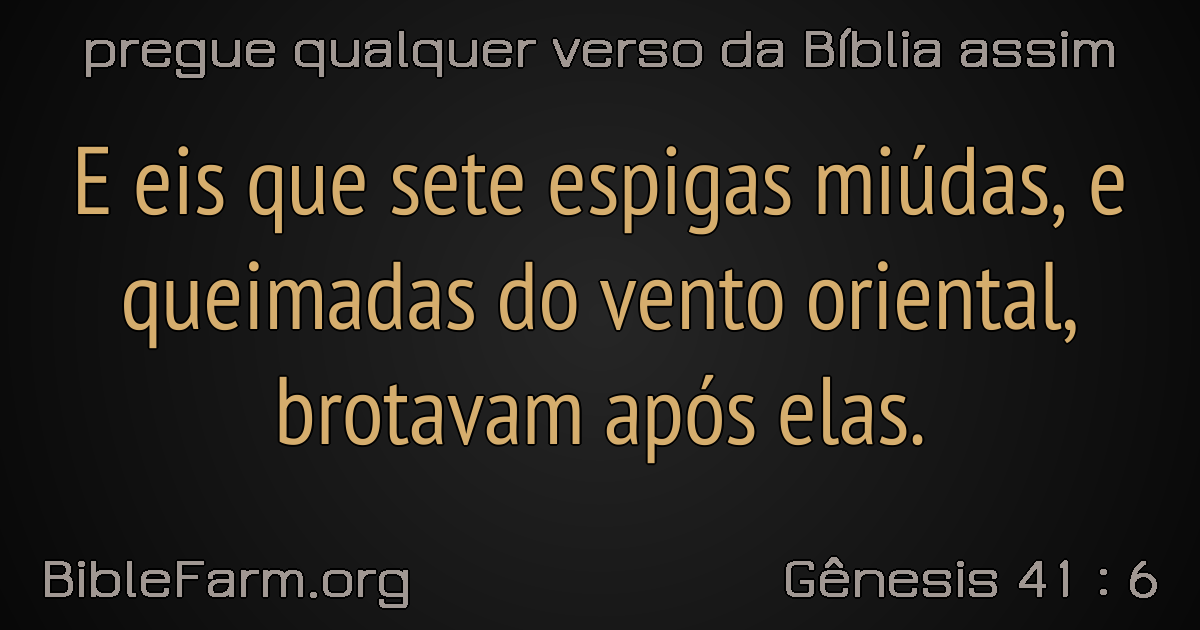 pregue qualquer verso da Bíblia assim
E eis que sete espigas miúdas, e
queimadas do vento oriental,
brotavam após elas.
BibleFarm.org
Gênesis 41 : 6